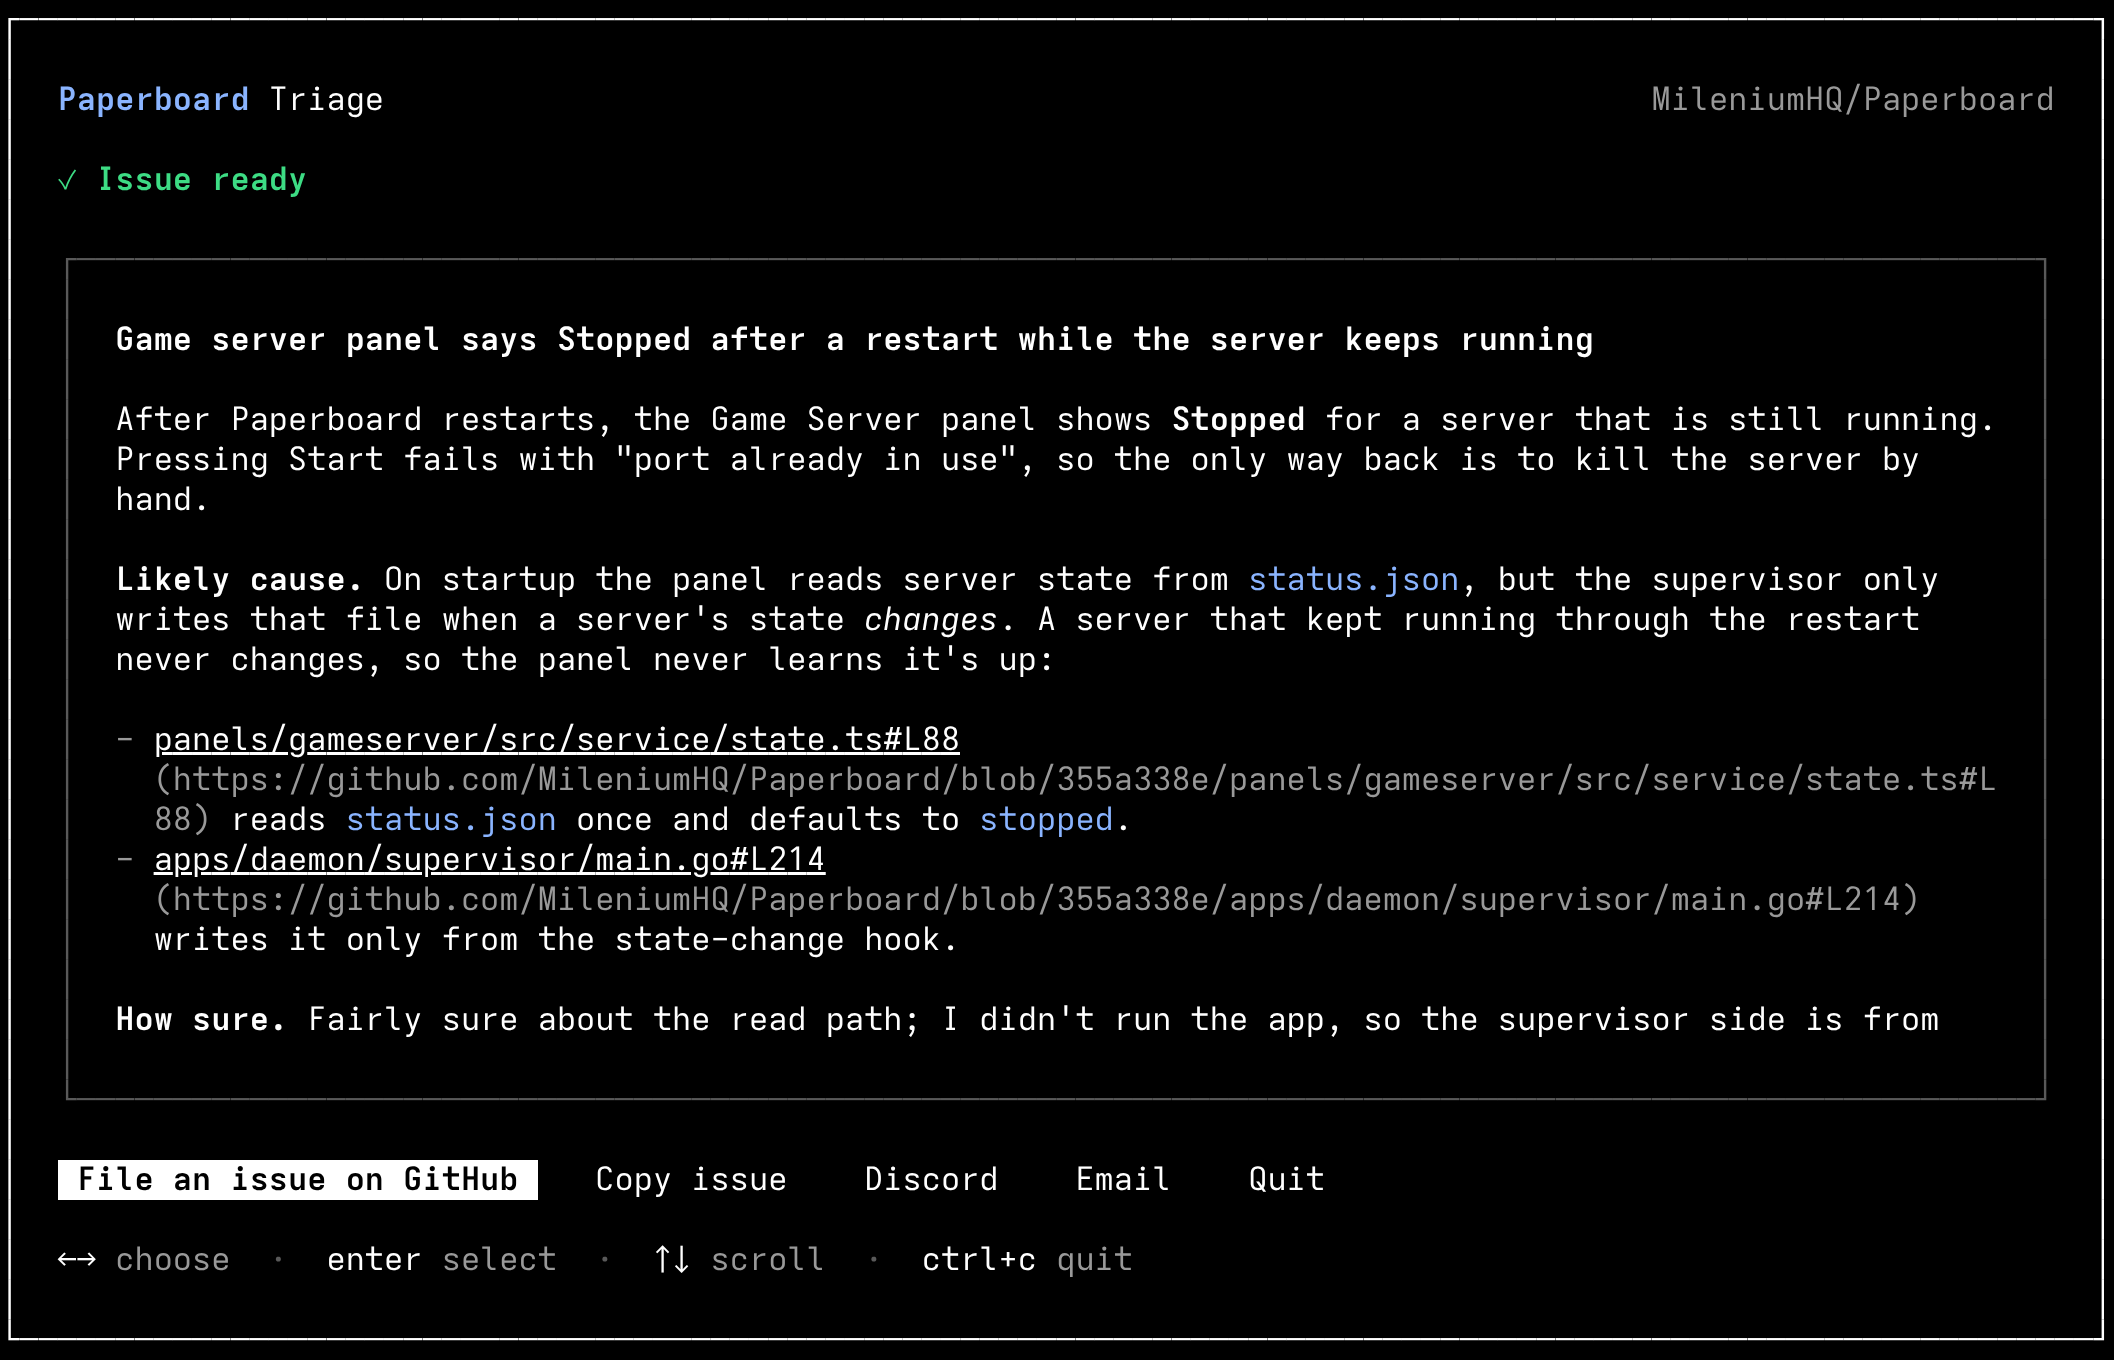 Paperboard Triage
MileniumHQ/Paperboard
✓ Issue ready
Game server panel says Stopped after a restart while the server keeps running
After Paperboard restarts, the Game Server panel shows Stopped for a server that is still running.
Pressing Start fails with "port already in use", so the only way back is to kill the server by
hand.
Likely cause. On startup the panel reads server state from status.json, but the supervisor only
writes that file when a server's state changes. A server that kept running through the restart
never changes, so the panel never learns it's up:
- panels/gameserver/src/service/state.ts#L88
(https://github.com/MileniumHQ/Paperboard/blob/355a338e/panels/gameserver/src/service/state.ts#L
88) reads status.json once and defaults to stopped.
- apps/daemon/supervisor/main.go#L214
(https://github.com/MileniumHQ/Paperboard/blob/355a338e/apps/daemon/supervisor/main.go#L214)
writes it only from the state-change hook.
How sure. Fairly sure about the read path; I didn't run the app, so the supervisor side is from
File an issue on GitHub Copy issue Discord Email Quit
←→ choose · enter select · ↑↓ scroll · ctrl+c quit